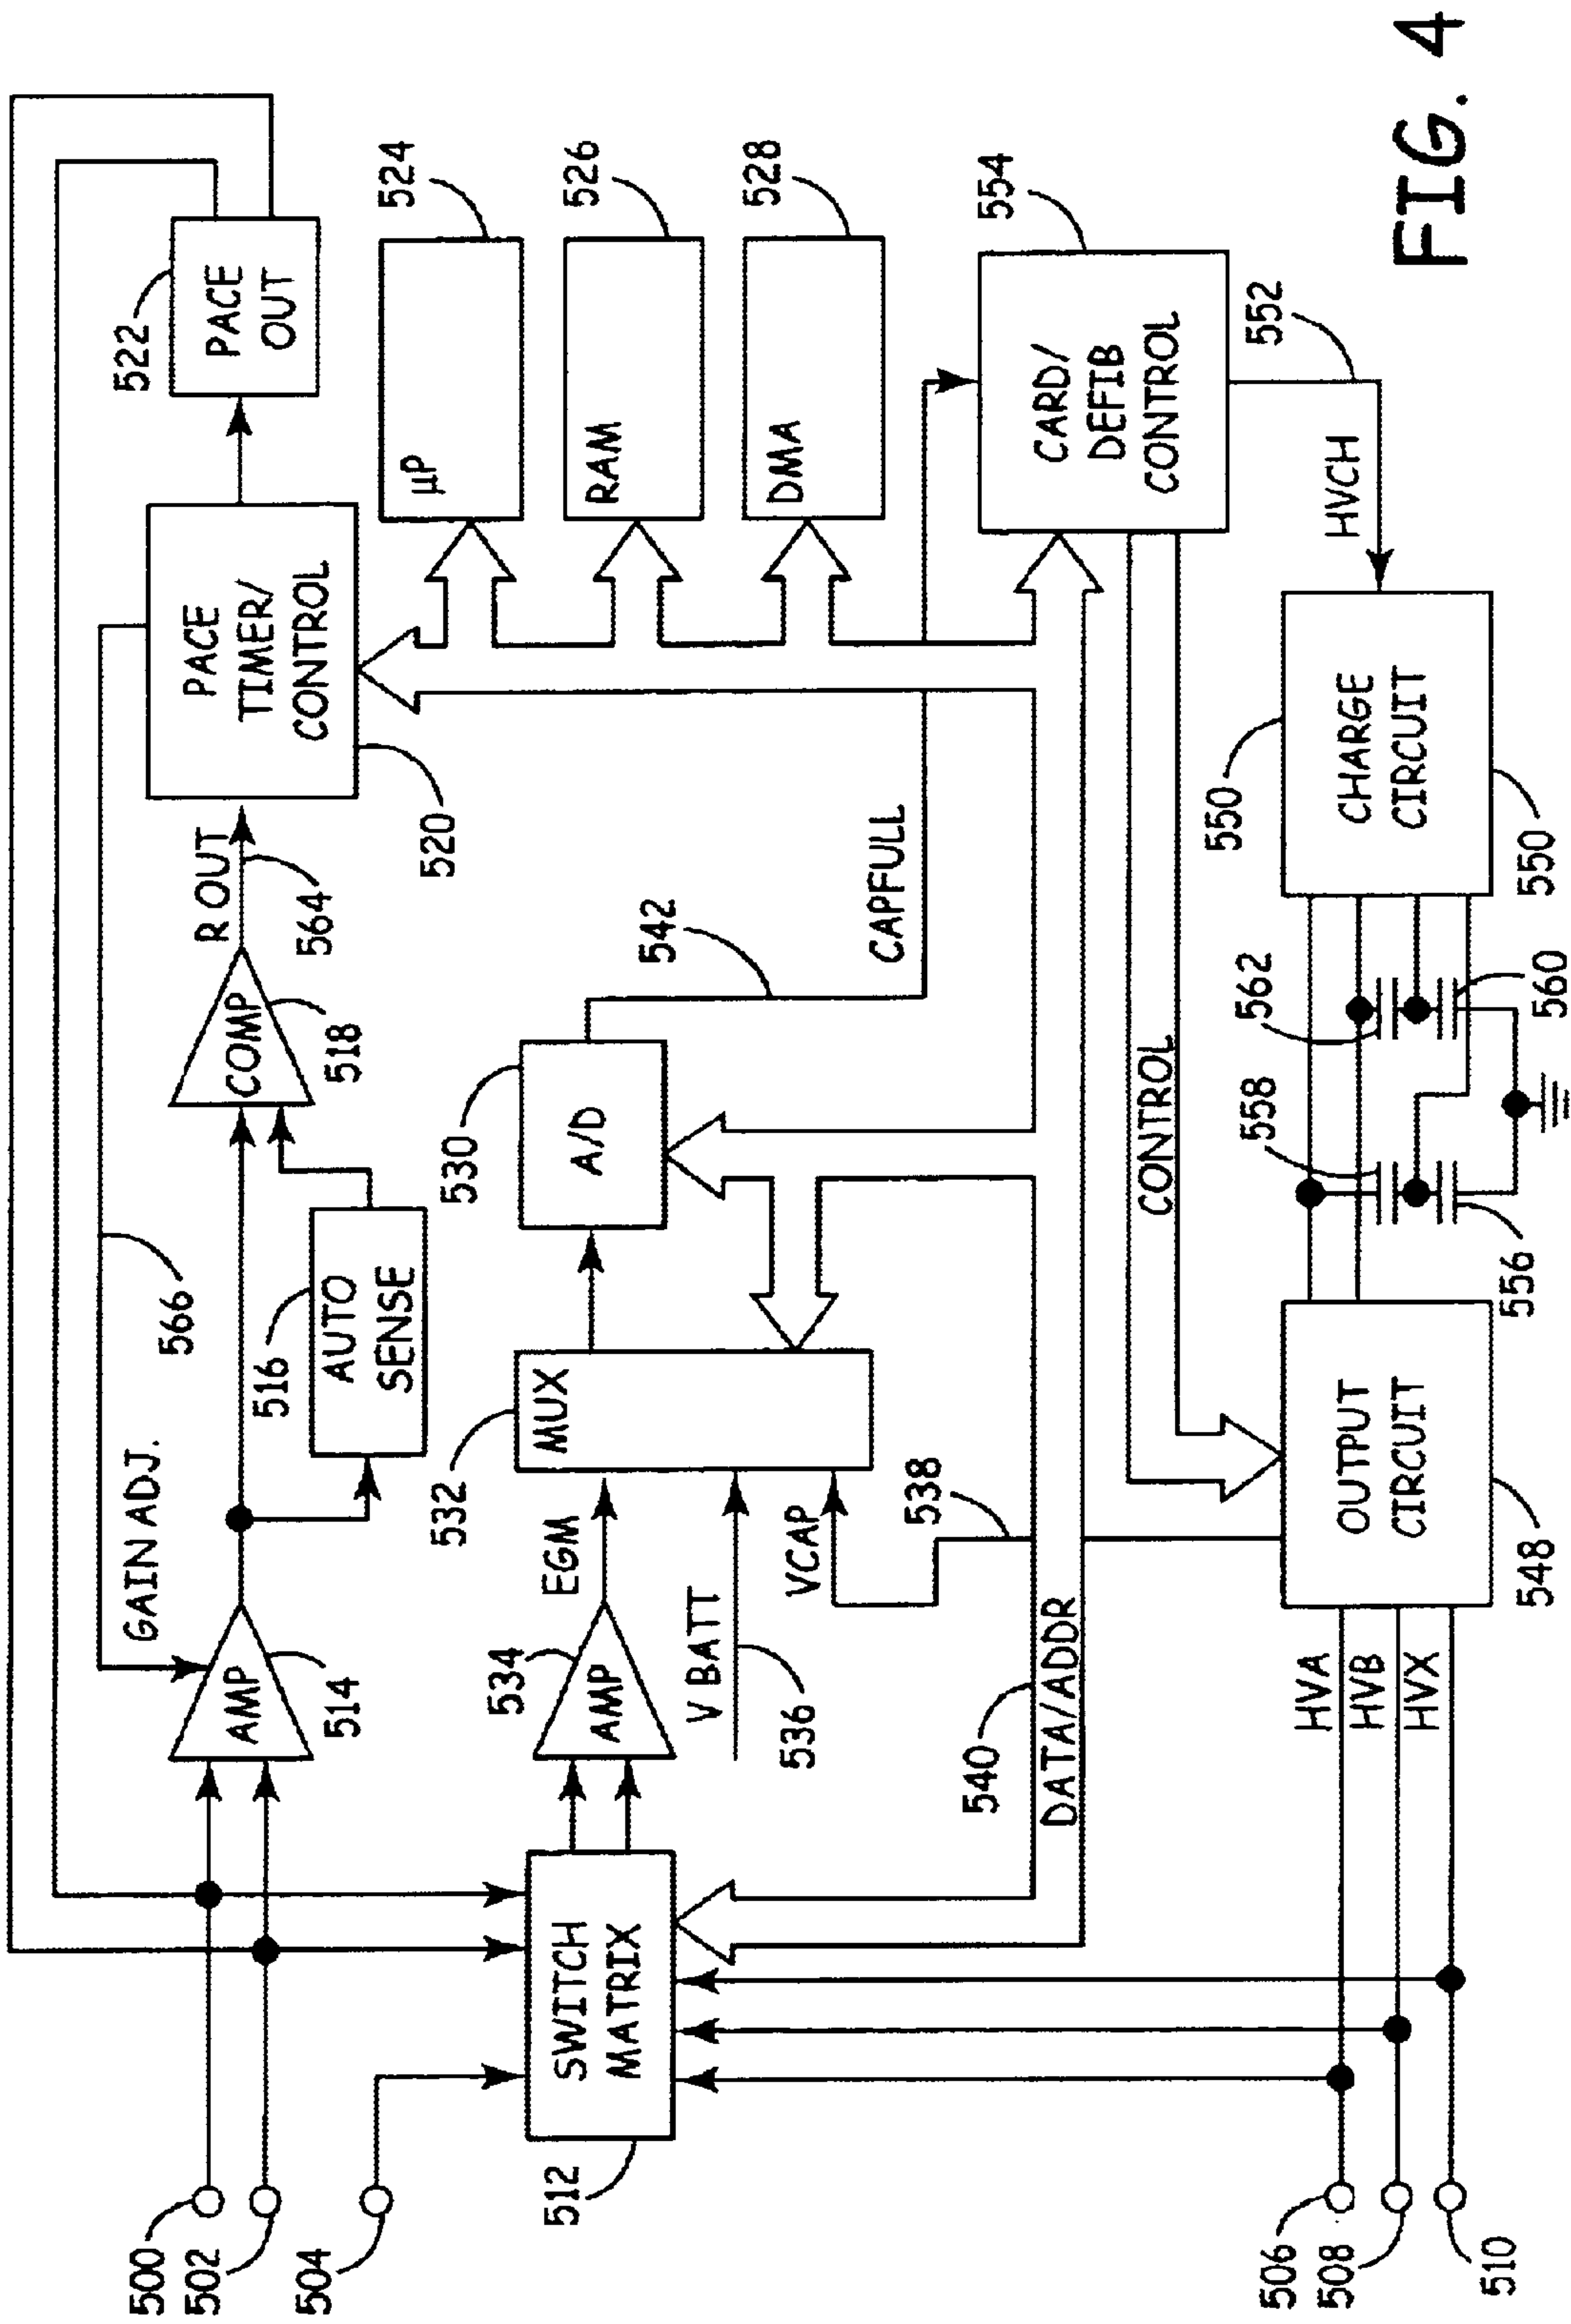 500
502
504
506
508
510
512
SWITCH
MATRIX
GAIN ADJ.
566
AMP
514
516
AUTO
SENSE
COMP
518
R OUT
564
PACE
TIMER/
CONTROL
520
522
PACE
OUT
534
AMP
EGM
V BATT
536
VCAP
538
532
MUX
530
A/D
542
CAPFULL
µP
524
RAM
526
DMA
528
540
DATA/ADDR
CONTROL
CARD/
DEFIB
CONTROL
554
HVCH
552
HVA
HVB
HVX
OUTPUT
CIRCUIT
548
558
556
562
560
550
CHARGE
CIRCUIT
550
FIG. 4